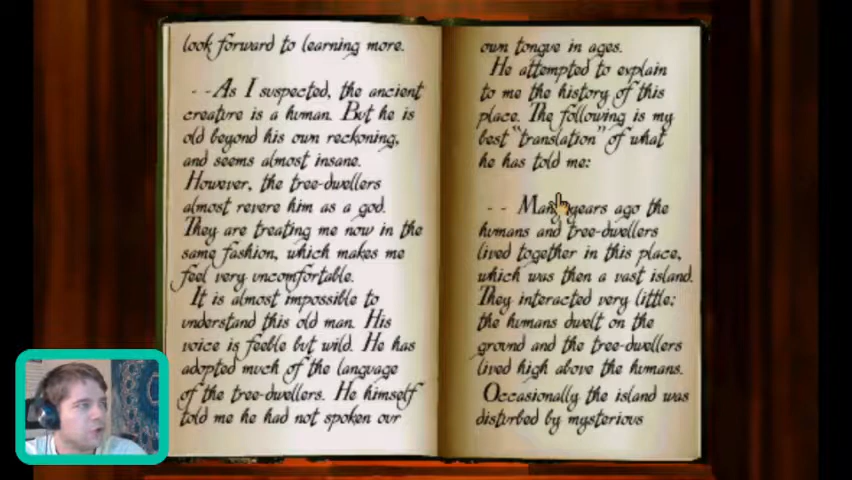 look forward to learning more.
- - As I suspected, the ancient
creature is a human. But he is
old beyond his own reckoning,
and seems almost insane.
However, the tree-dwellers
almost revere him as a god.
They are treating me now in the
same fashion, which makes me
feel very uncomfortable.
It is almost impossible to
understand this old man. His
voice is feeble but wild. He has
adopted much of the language
of the tree-dwellers. He himself
told me he had not spoken our
own tongue in ages.
He attempted to explain
to me the history of this
place. The following is my
best "translation" of what
he has told me:
- - Many years ago the
humans and tree-dwellers
lived together in this place,
which was then a vast island.
They interacted very little;
the humans dwelt on the
ground and the tree-dwellers
lived high above the humans.
Occasionally the island was
disturbed by mysterious